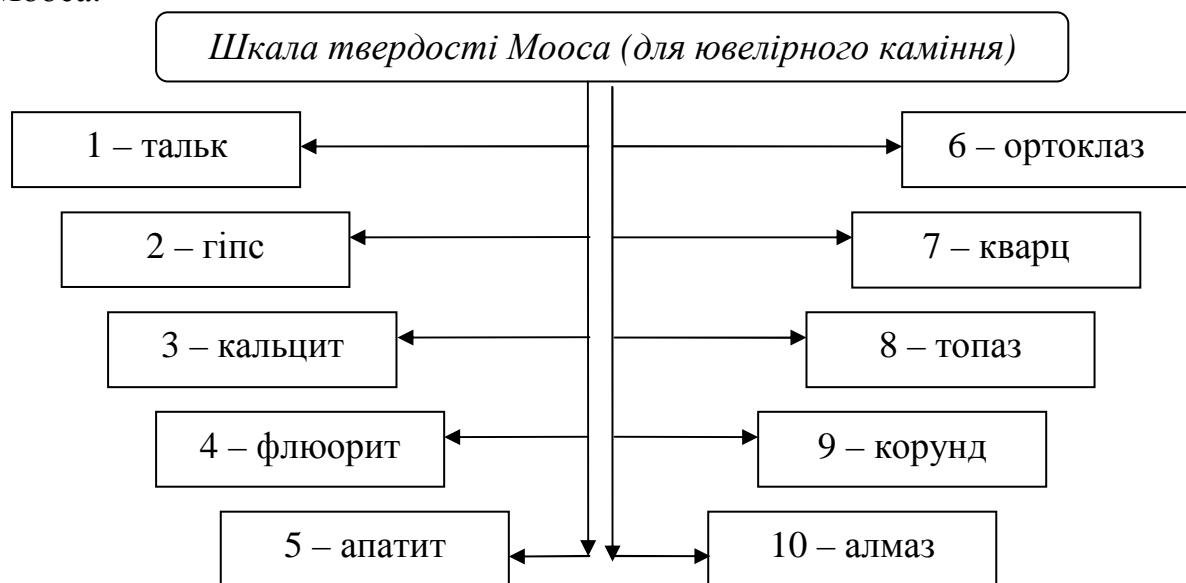 Шкала твердості Мооса (для ювелірного каміння)
1 – тальк
6 – ортоклаз
2 – гіпс
7 – кварц
3 – кальцит
8 – топаз
4 – флюорит
9 – корунд
5 – апатит
10 – алмаз